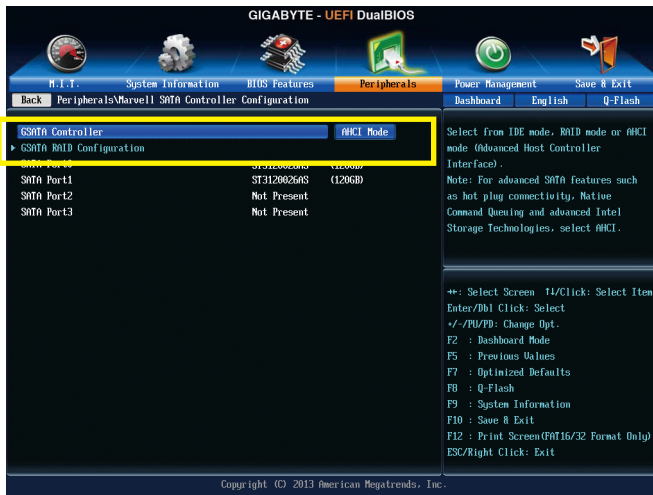 GIGABYTE - UEFI DualBIOS
M.I.T.
System Information
BIOS Features
Peripherals
Power Management
Save & Exit
Back Peripherals\Marvell SATA Controller Configuration
Dashboard
English
Q-Flash
GSATA Controller AHCI Mode
GSATA RAID Configuration
SATA Port0 ST3120026AS (120GB)
SATA Port1 ST3120026AS (120GB)
SATA Port2 Not Present
SATA Port3 Not Present
Select from IDE mode, RAID
mode or AHCI
mode (Advanced Host Controller
Interface).
Note: For advanced SATA features such
as hot plug connectivity, Native
Command Queuing and advanced Intel
Storage Technologies, select AHCI.
→←: Select Screen ↑↓/Click: Select Item
Enter/Dbl Click: Select
+/-/PU/PD: Change Opt.
F2 : Dashboard Mode
F5 : Previous Values
F7 : Optimized Defaults
F8 : Q-Flash
F9 : System Information
F10 : Save & Exit
F12 : Print Screen(FAT16/32 Format Only)
ESC/Right Click: Exit
Copyright (C) 2013 American Megatrends, Inc.